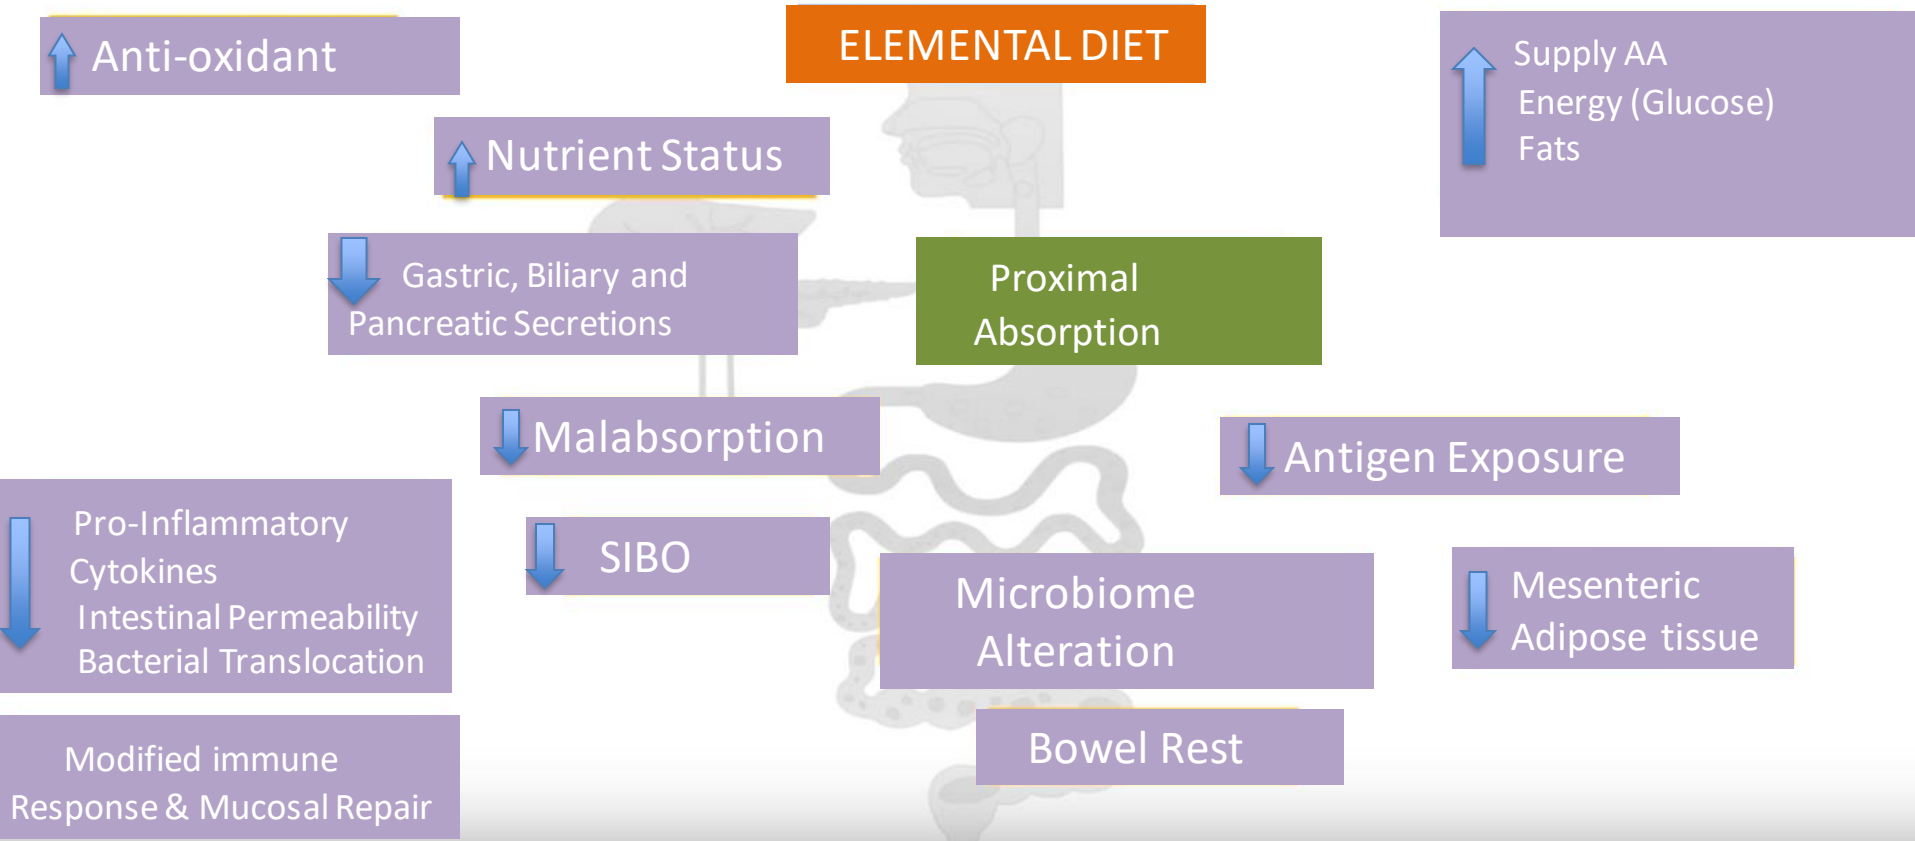 ELEMENTAL DIET
Anti-oxidant
Supply AA
Energy (Glucose)
Fats
Nutrient Status
Gastric, Biliary and
Pancreatic Secretions
Proximal
Absorption
Malabsorption
Antigen Exposure
Pro-Inflammatory
Cytokines
Intestinal Permeability
Bacterial Translocation
SIBO
Microbiome
Alteration
Mesenteric
Adipose tissue
Bowel Rest
Modified immune
Response & Mucosal Repair